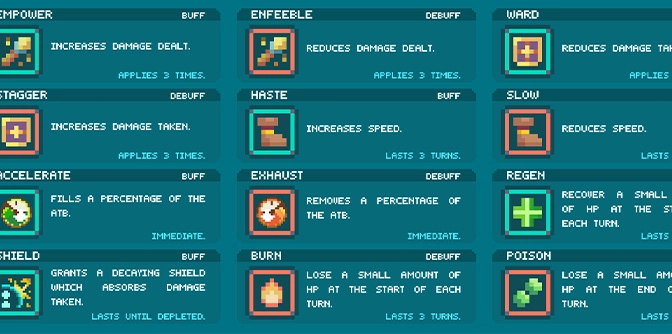 EMPOWER BUFF
INCREASES DAMAGE DEALT.
APPLIES 3 TIMES.
ENFEEBLE DEBUFF
REDUCES DAMAGE DEALT.
APPLIES 3 TIMES.
WARD
REDUCES DAMAGE
APPLIES
STAGGER DEBUFF
INCREASES DAMAGE TAKEN.
APPLIES 3 TIMES.
HASTE BUFF
INCREASES SPEED.
LASTS 3 TURNS.
SLOW
REDUCES SPEED.
LASTS
ACCELERATE BUFF
FILLS A PERCENTAGE OF THE
ATB.
IMMEDIATE.
EXHAUST DEBUFF
REMOVES A PERCENTAGE OF
THE ATB.
IMMEDIATE.
REGEN
RECOVER A SMALL
OF HP AT THE
EACH TURN.
LASTS
SHIELD BUFF
GRANTS A DECAYING SHIELD
WHICH ABSORBS DAMAGE
TAKEN.
LASTS UNTIL DEPLETED.
BURN DEBUFF
LOSE A SMALL AMOUNT OF
HP AT THE START OF EACH
TURN.
LASTS 3 TURNS.
POISON
LOSE A SMALL
HP AT THE START OF
TURN.
LASTS